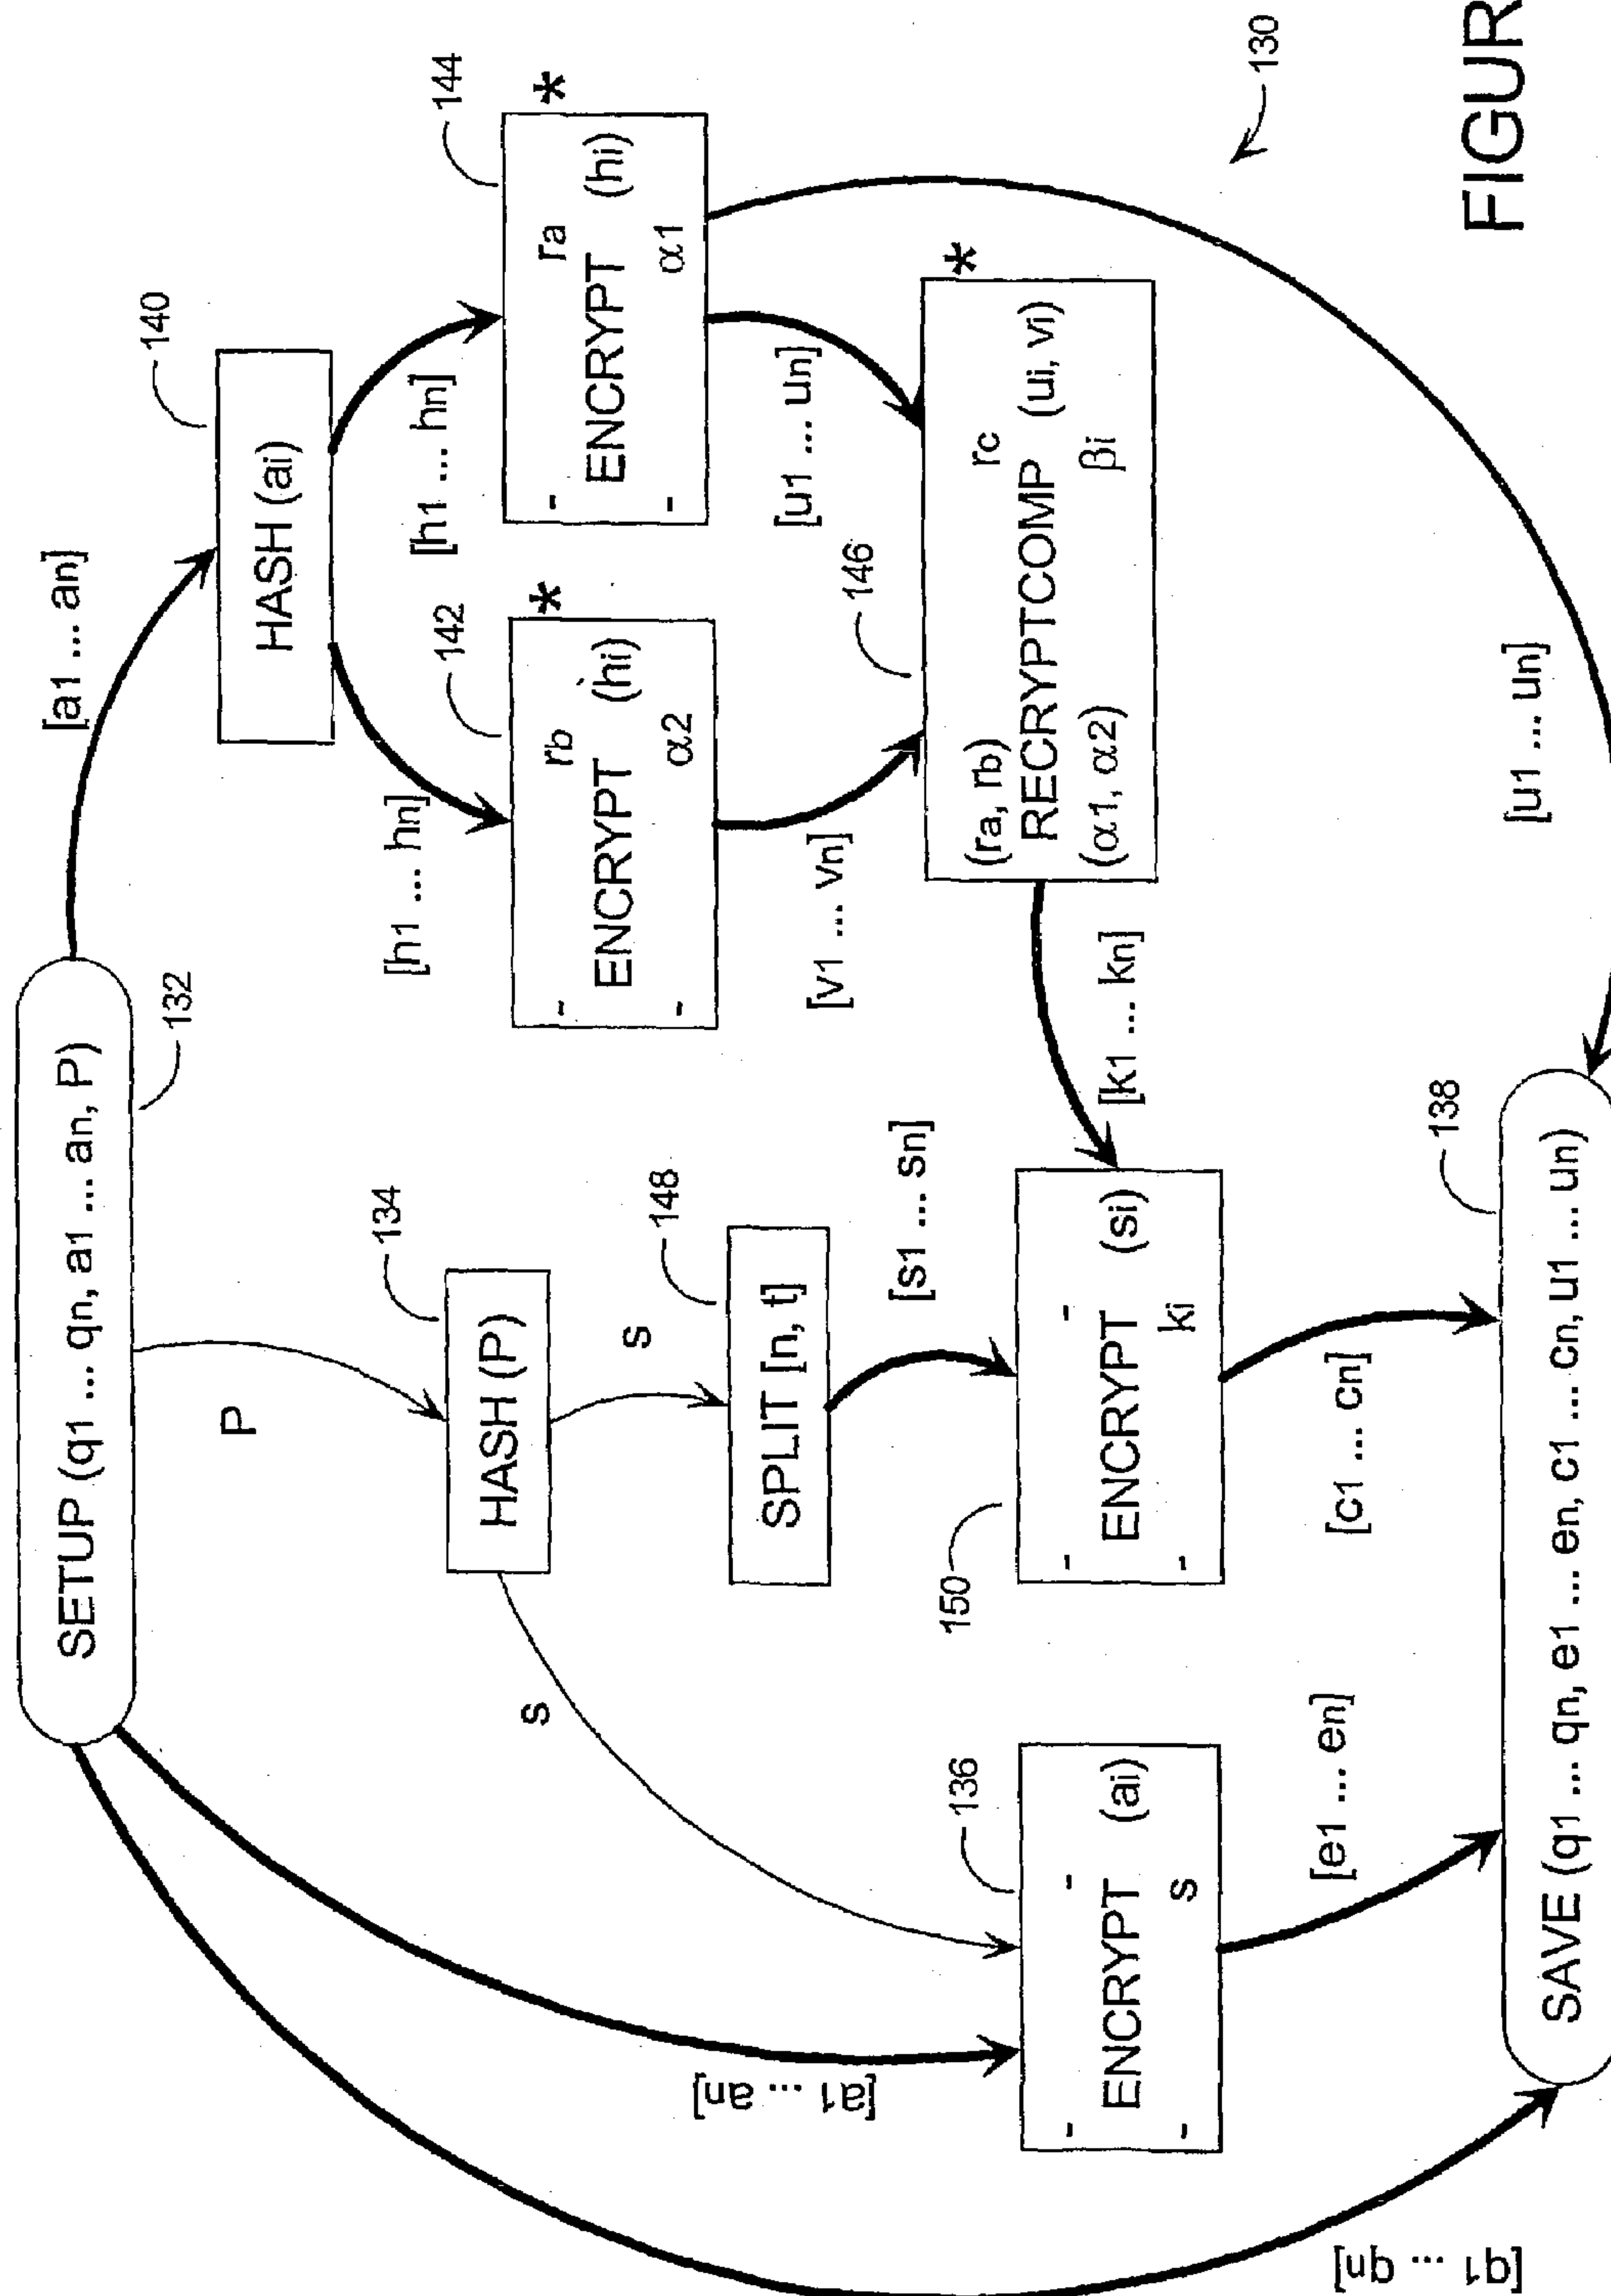 SETUP (q1 ... qn, a1 ... an, P)
132
[a1 ... an]
140
HASH (ai)
P
134
HASH (P)
[h1 ... hn]
[h1 ... hn]
142
144
s
s
148
SPLIT [n, t]
- rb
ENCRYPT (hi)
- α2
*
- ra
ENCRYPT (hi)
- α1
*
[a1 ... an]
[s1 ... sn]
[v1 ... vn]
146
[u1 ... un]
136
- -
ENCRYPT (ai)
- s
150
- -
ENCRYPT (si)
- ki
[k1 ... kn]
(ra, rb) rc
RECRYPTCOMP (ui, vi)
(α1, α2) βi
*
130
[q1 ... qn]
[e1 ... en]
[c1 ... cn]
138
[u1 ... un]
SAVE (q1 ... qn, e1 ... en, c1 ... cn, u1 ... un)
FIGUR